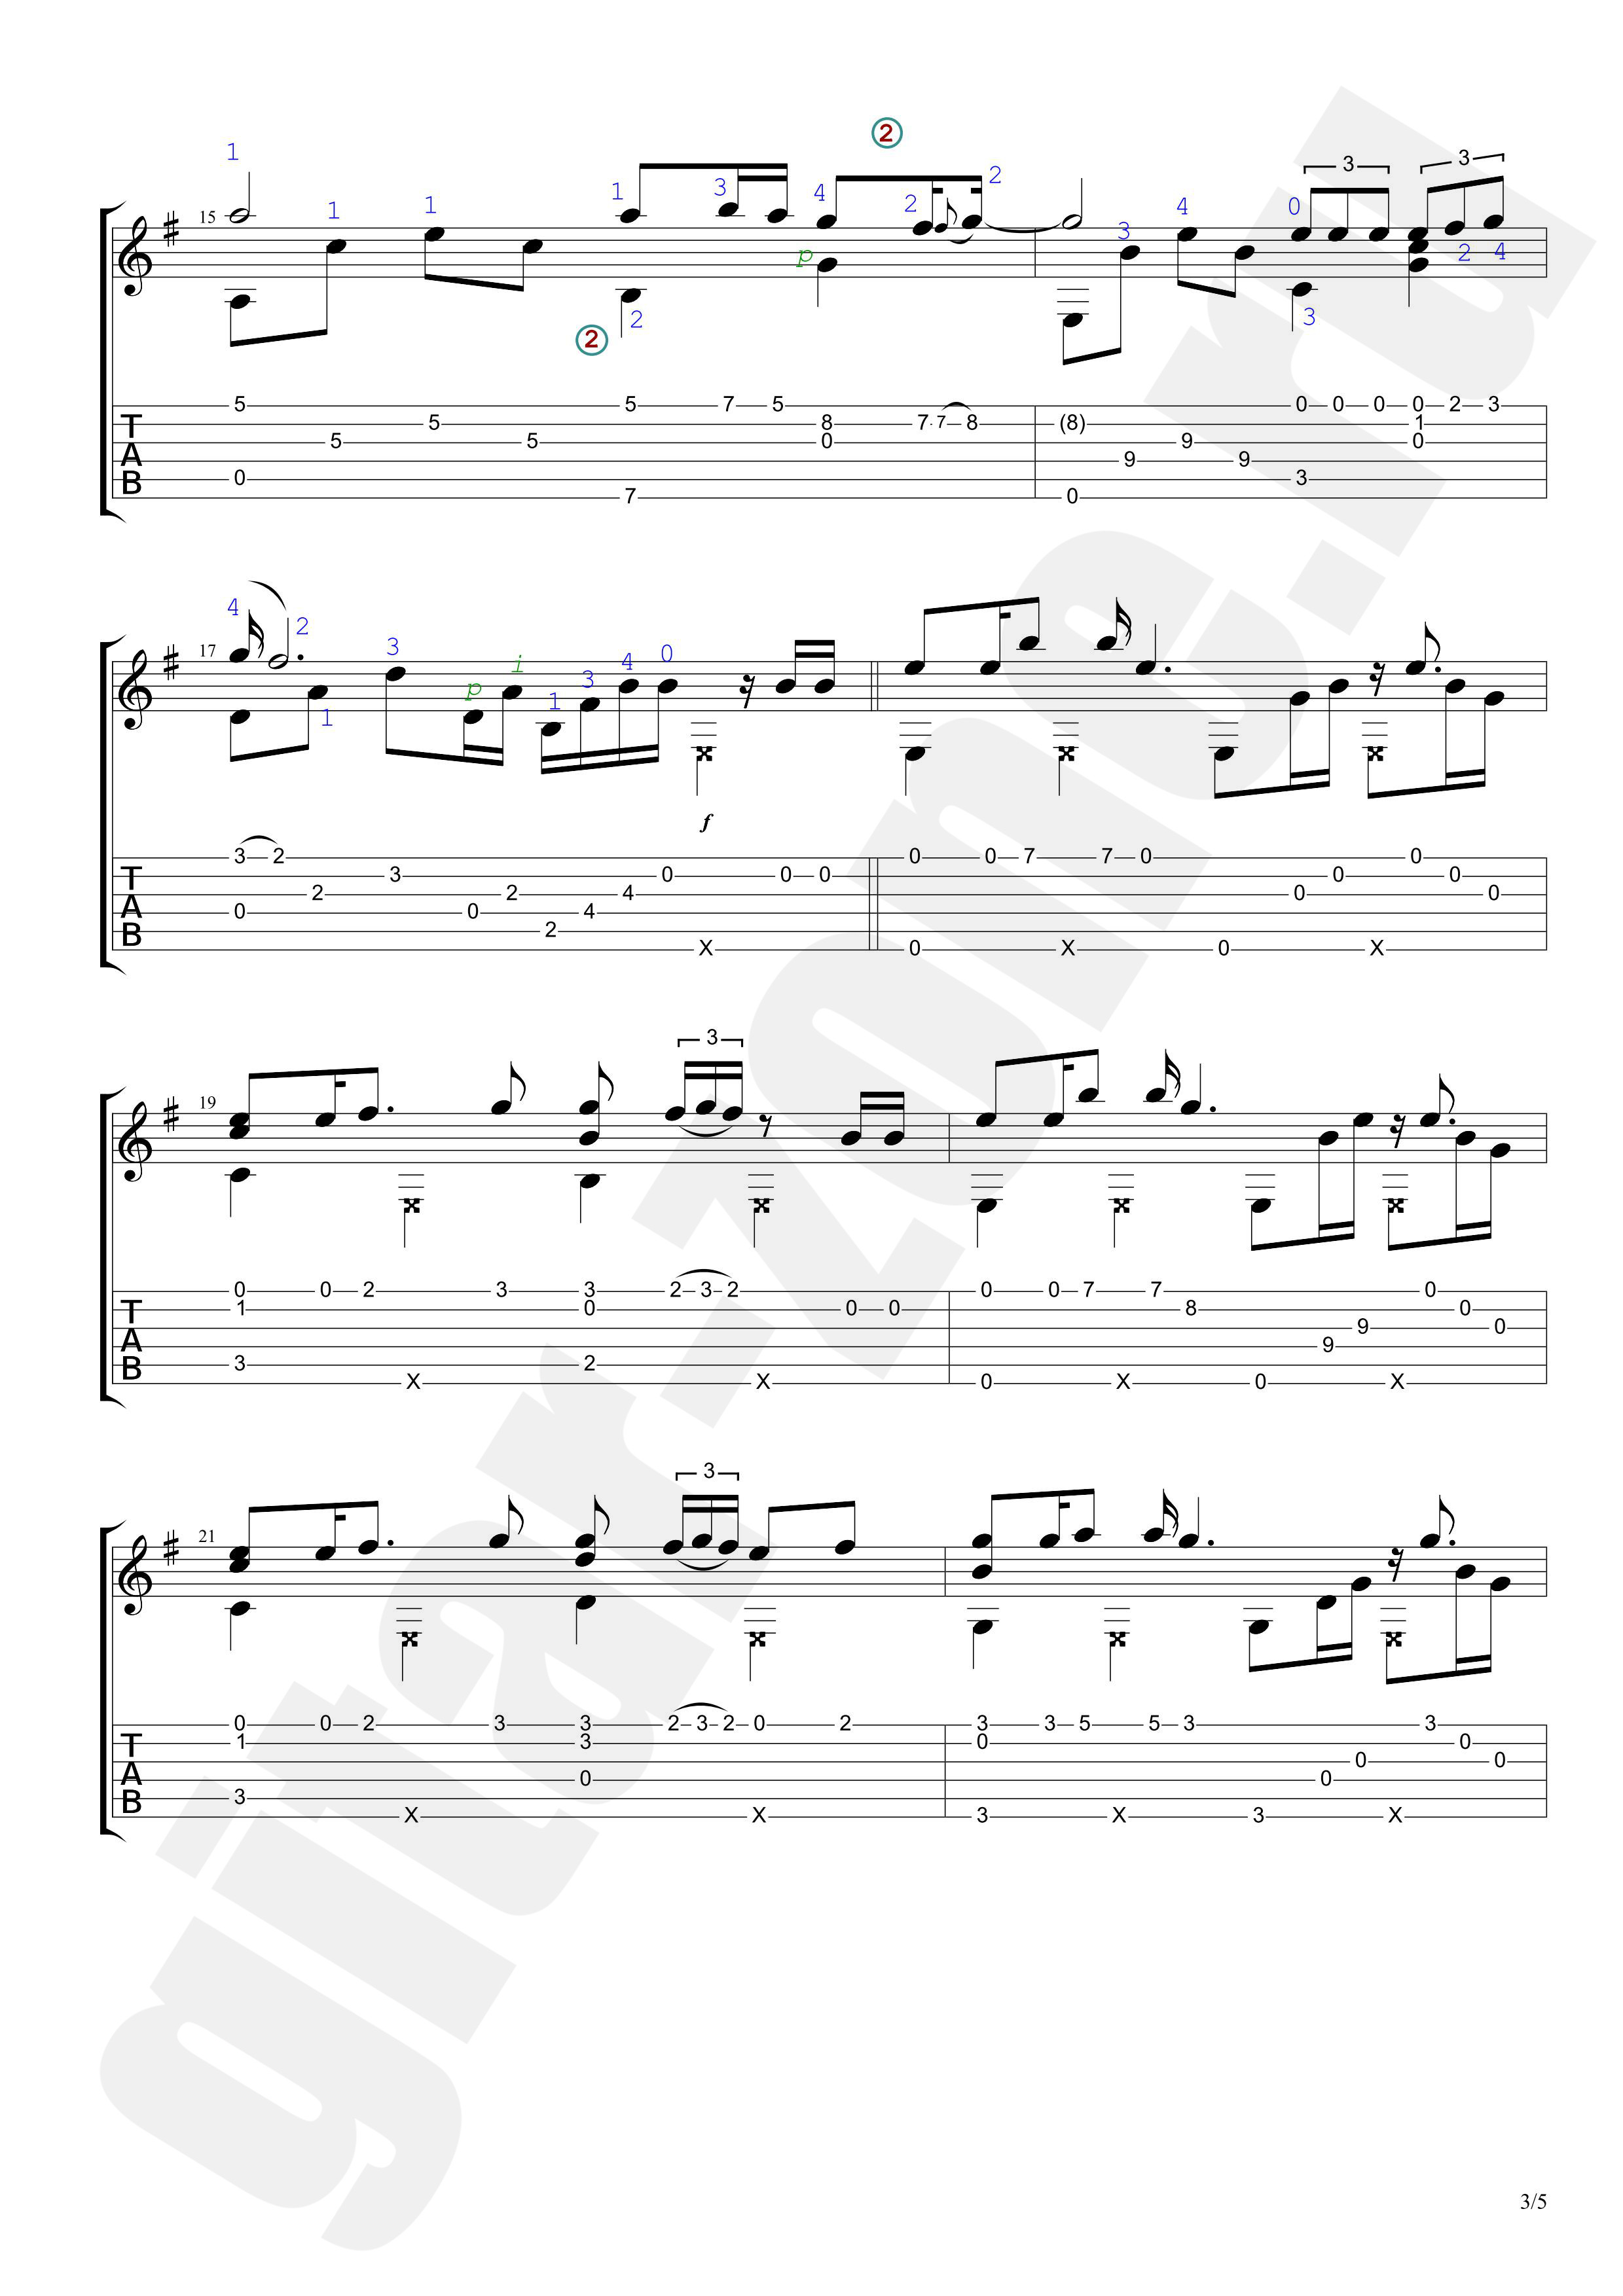 1 1 1 1 3 4 2 2 2 3 4 0 3 3
15
p 2 4
2 2 3
T A B
5 5 7 5 0 0 0 0 2 3
5 8 7 7 8 (8) 1
5 5 0 9 0
9 9
0 3
7 0
4 2 3 i 1 3 4 0
17
p
1
f
T A B
3 2 0 0 7 7 0 0
3 0 0 0 0 0
2 2 4 0 0
0 0 4
2
X 0 X 0 X
3
19
T A B
0 0 2 3 3 2 3 2 0 0 7 7 0
1 0 0 0 8 0
9 0
9
3 2
X X 0 X 0 X
3
21
T A B
0 0 2 3 3 2 3 2 0 2 3 3 5 5 3 3
1 3 0 0
0 0
0 0
3
X X 3 X 3 X
gitar-zone.ru
3/5